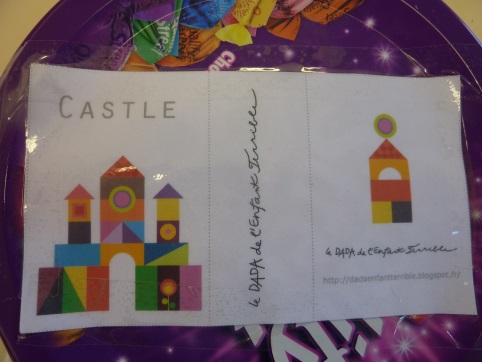 CASTLE
le DADA de l'Enfant Terrible
le DADA de l'Enfant Terrible
http://dadaenfantterrible.blogspot.fr/